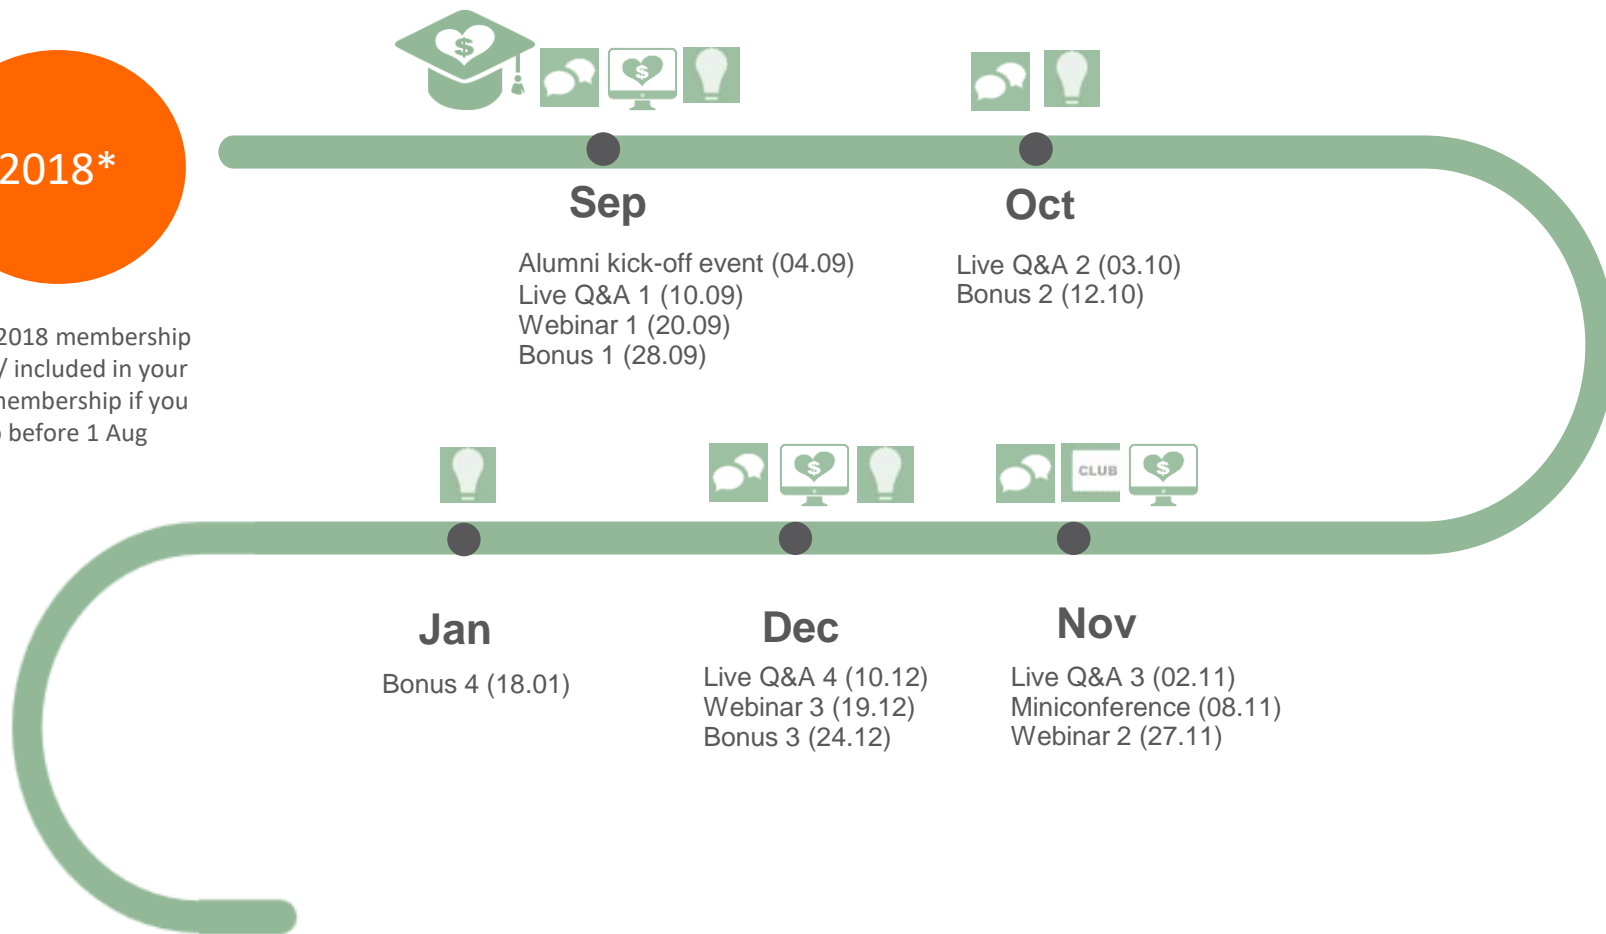 2018*
2018 membership
/ included in your
membership if you
before 1 Aug
Sep
Alumni kick-off event (04.09)
Live Q&A 1 (10.09)
Webinar 1 (20.09)
Bonus 1 (28.09)
Oct
Live Q&A 2 (03.10)
Bonus 2 (12.10)
CLUB
Nov
Live Q&A 3 (02.11)
Miniconference (08.11)
Webinar 2 (27.11)
Dec
Live Q&A 4 (10.12)
Webinar 3 (19.12)
Bonus 3 (24.12)
Jan
Bonus 4 (18.01)